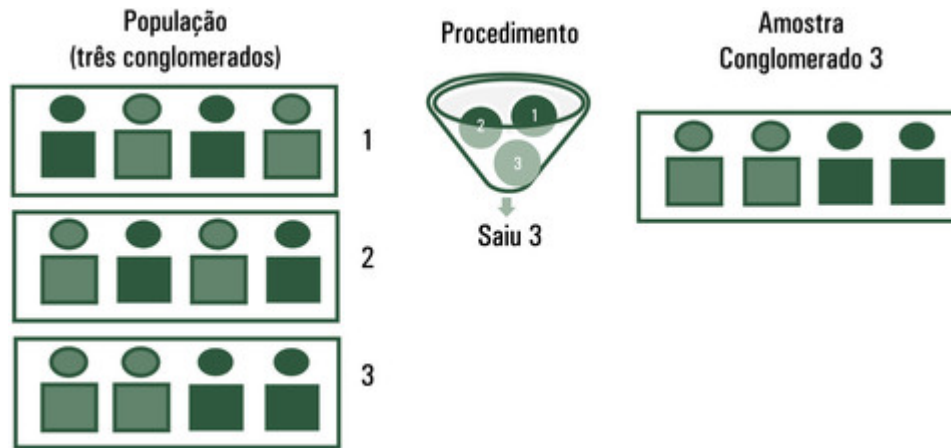 População
(três conglomerados)
1
2
3
Procedimento
2
1
3
Saiu 3
Amostra
Conglomerado 3